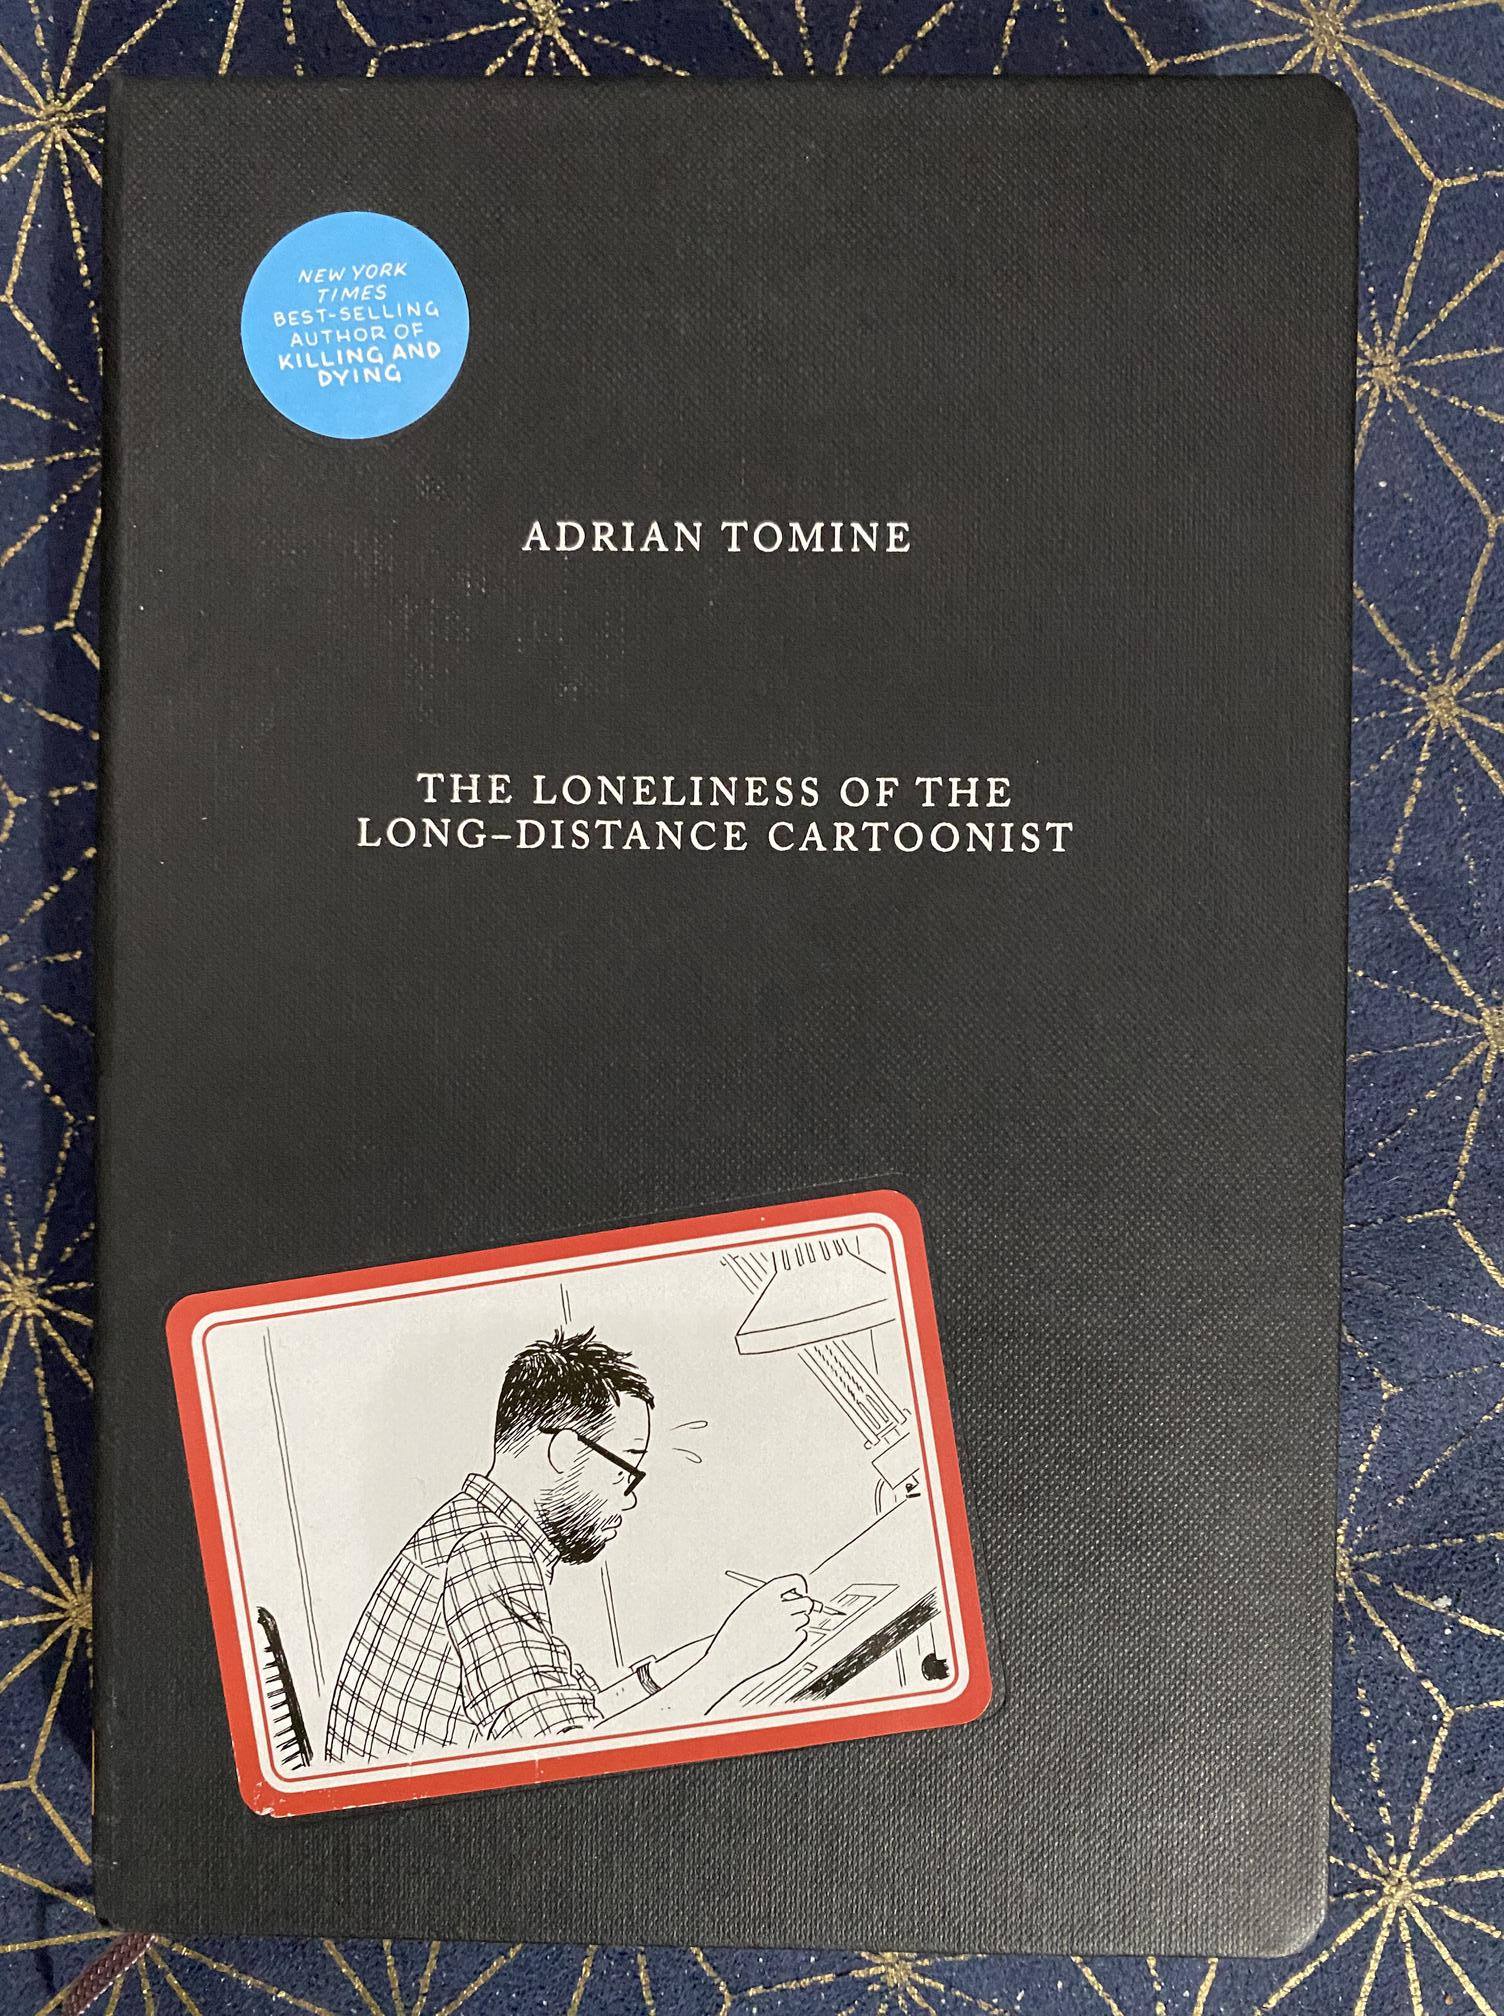 NEW YORK
TIMES
BEST-SELLING
AUTHOR OF
KILLING AND
DYING
ADRIAN TOMINE
THE LONELINESS OF THE
LONG-DISTANCE CARTOONIST